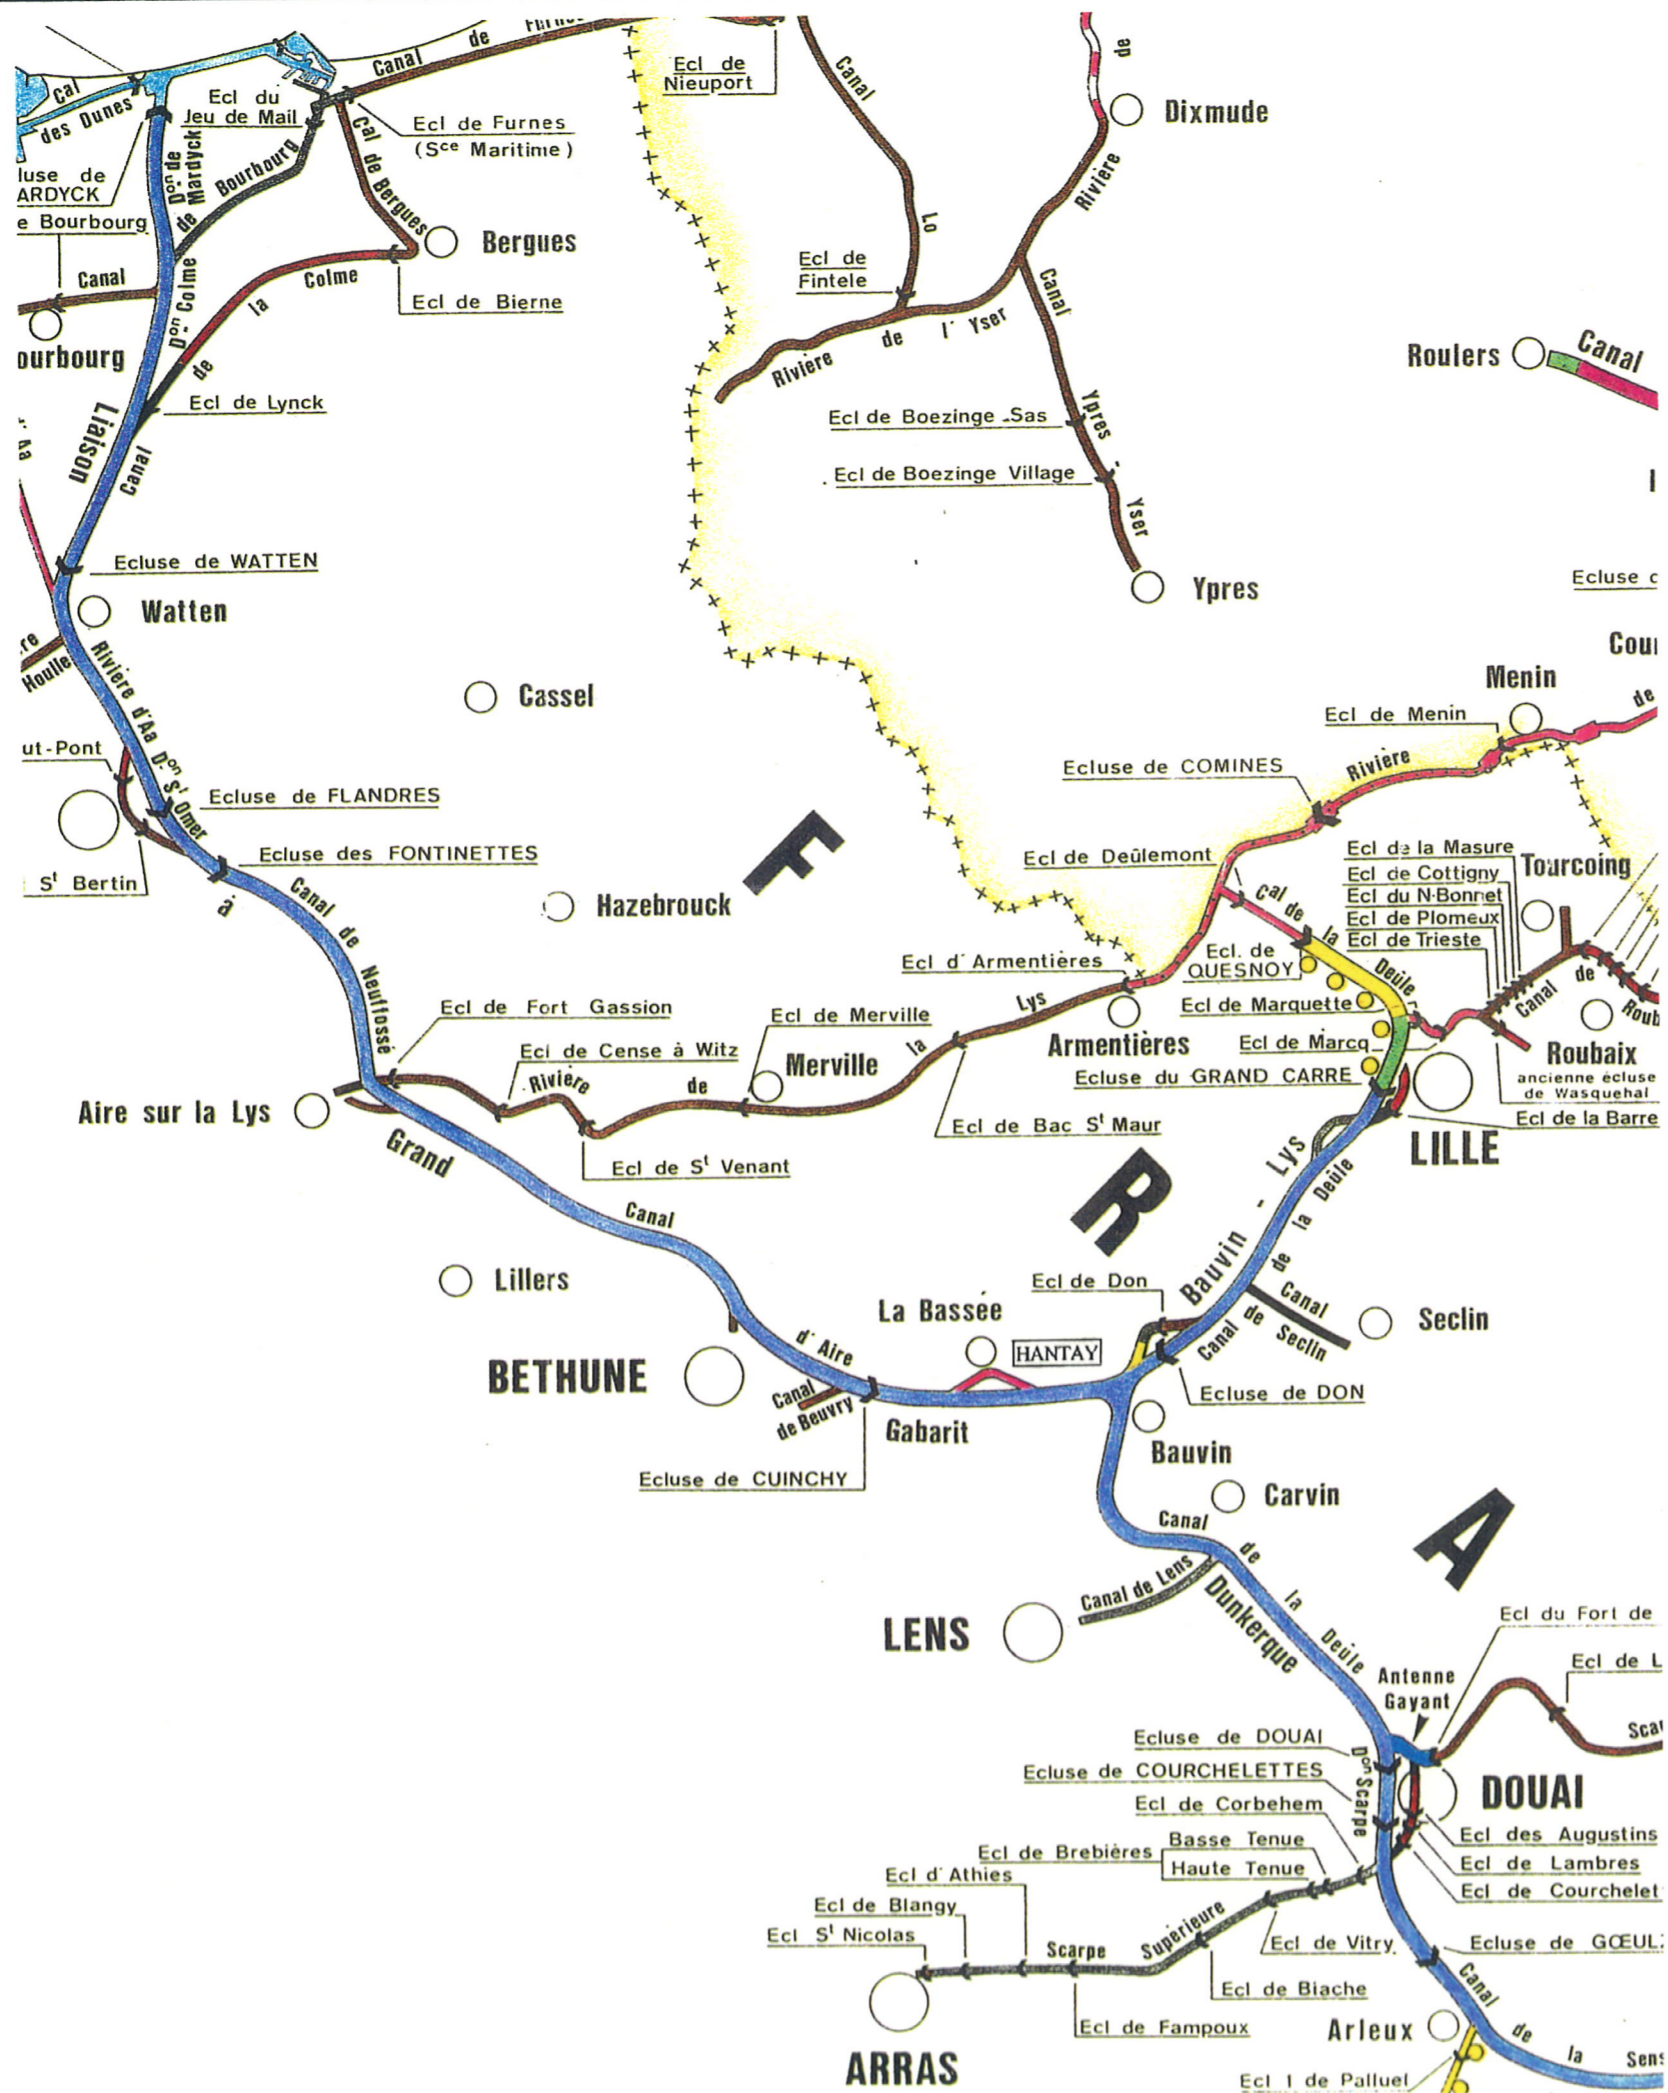 Canal de
Ecl de
Nieuport
Canal
de
Cal
des Dunes
Ecl du
Jeu de Mail
Ecl de Furnes
(Sce Maritime)
Dixmude
luse de
ARDYCK
Don de
Mardyck
de Bourbourg
Cal de Bergues
Rivière
e Bourbourg
Canal
Bergues
Lo
Colme
la
de
Canal
Don Colme
Ecl de Bierne
Ecl de
Fintele
Rivière de l'Yser
Canal
Ypres
Yser
ourbourg
Roulers
Canal
Ecl de Lynck
Ecl de Boezinge-Sas
Liaison
Ecl de Boezinge Village
Ecluse de WATTEN
Ypres
Watten
Houlle
Rivière d'Aa Don St Omer
Cassel
Menin
Ecl de Menin
de
ut-Pont
Ecluse de COMINES
Rivière
Ecluse de FLANDRES
F
Ecluse des FONTINETTES
Ecl de Deûlemont
Ecl de la Masure
Ecl de Cottigny
Ecl du N-Bonnet
Ecl de Plomeux
Ecl de Trieste
Tourcoing
St Bertin
à
Canal de Neuffossé
Hazebrouck
Cal de la Deûle
Ecl d'Armentières
Ecl. de
QUESNOY
Ecl de Marquette
Canal de Roub
Ecl de Fort Gassion
Ecl de Merville
Lys
Armentières
Ecl de Marcq
Roubaix
ancienne écluse
de Wasquehal
Ecl de Cense à Witz
Merville
Ecluse du GRAND CARRE
Rivière de la
Ecl de la Barre
Aire sur la Lys
Ecl de Bac St Maur
LILLE
Grand
Ecl de St Venant
R
Bauvin - Lys
Canal de la Deûle
Canal
Lillers
Ecl de Don
La Bassée
HANTAY
Canal
de Seclin
Seclin
BETHUNE
d'Aire
Canal
de Beuvry
Gabarit
Ecluse de DON
Bauvin
Ecluse de CUINCHY
Carvin
A
Canal de la Deûle
Canal de Lens
LENS
Dunkerque
Ecl du Fort de
Ecl de L
Antenne
Gayant
Ecluse de DOUAI
Ecluse de COURCHELETTES
Don Scarpe
DOUAI
Ecl de Corbehem
Ecl de Brebières
Basse Tenue
Haute Tenue
Ecl des Augustins
Ecl de Lambres
Ecl de Courchelet
Ecl d'Athies
Ecl de Blangy
Ecl St Nicolas
Scarpe Supérieure
Ecl de Vitry
Ecluse de GŒUL
Ecl de Biache
Ecl de Fampoux
Canal de la Sens
Arleux
ARRAS
Ecl 1 de Palluel